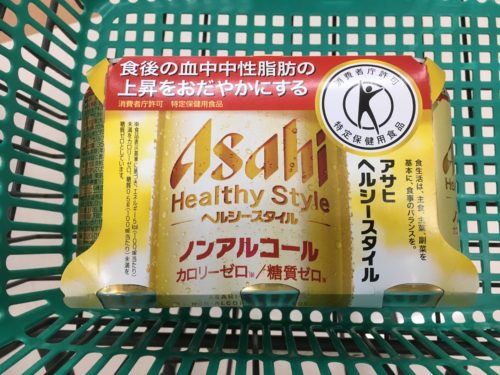 食後の血中中性脂肪の
上昇をおだやかにする
消費者庁許可 特定保健用食品
消費者庁許可
特定保健用食品
Asahi
Healthy Style
ヘルシースタイル
ノンアルコール
カロリーゼロ※/糖質ゼロ※
食生活は、主食、主菜、副菜を
基本に、食事のバランスを。
アサヒ
ヘルシースタイル